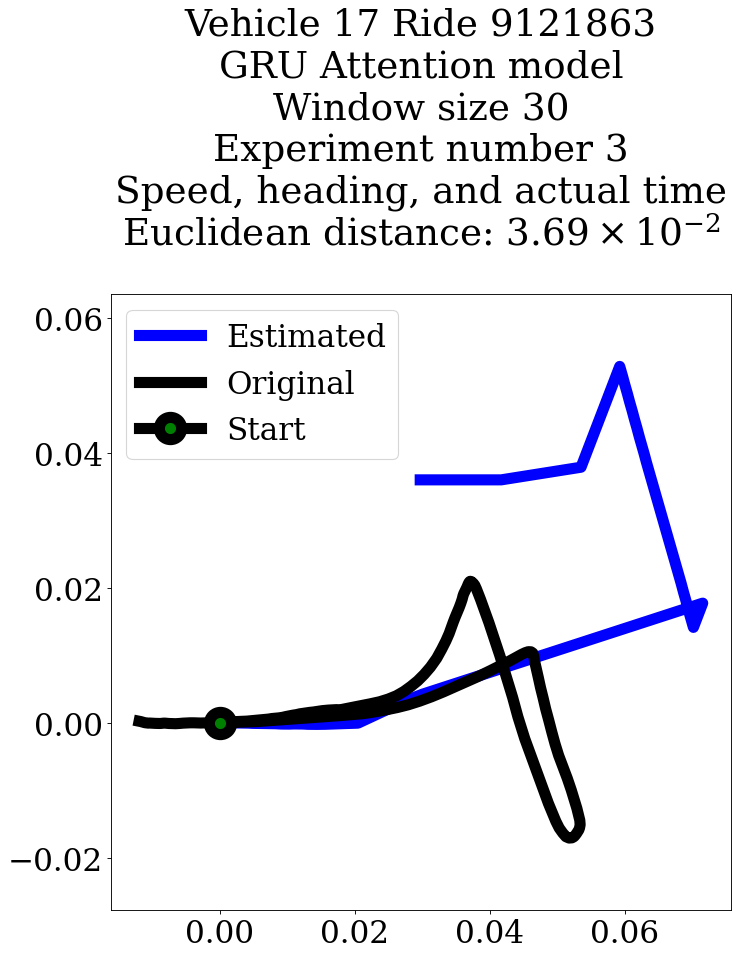 Vehicle 17 Ride 9121863
GRU Attention model
Window size 30
Experiment number 3
Speed, heading, and actual time
Euclidean distance: 3.69 × 10⁻²
0.06
0.04
0.02
0.00
−0.02
Estimated
Original
Start
0.00 0.02 0.04 0.06